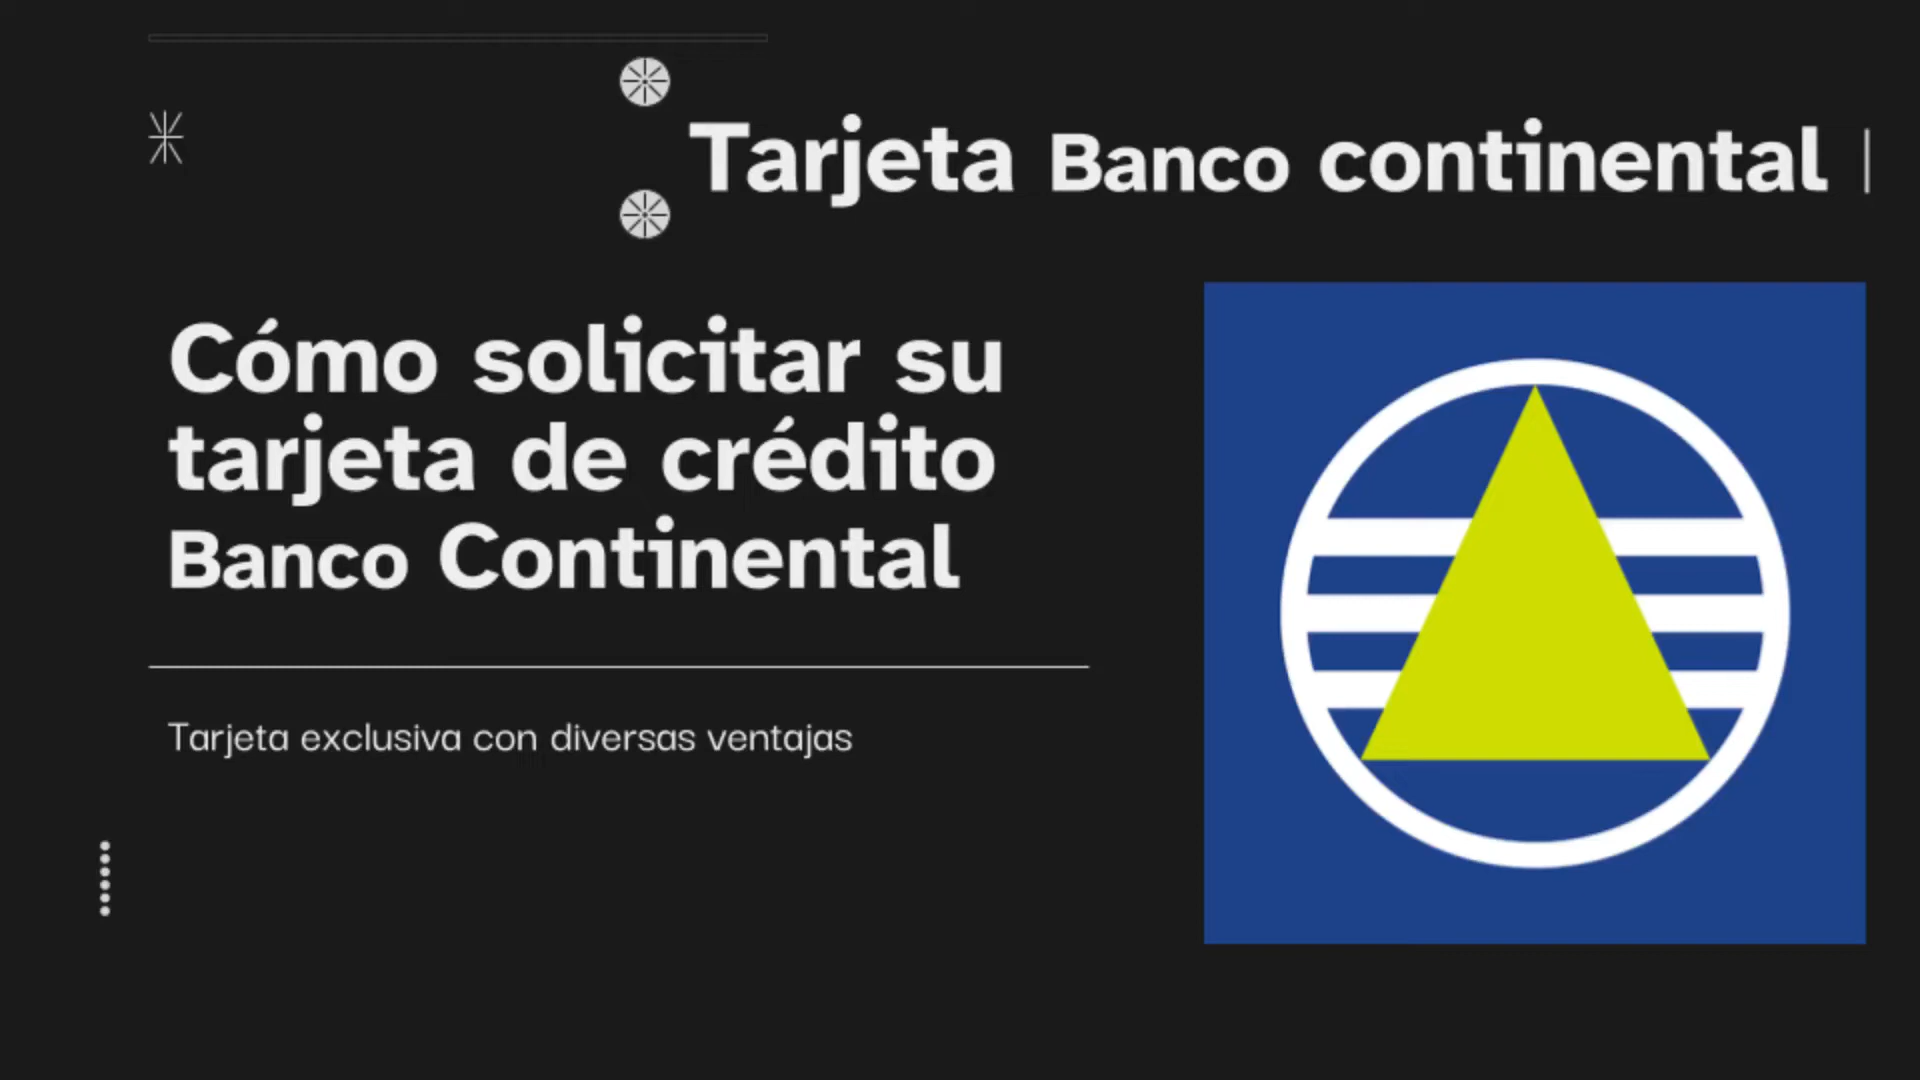 Tarjeta Banco continental |
Cómo solicitar su
tarjeta de crédito
Banco Continental
Tarjeta exclusiva con diversas ventajas